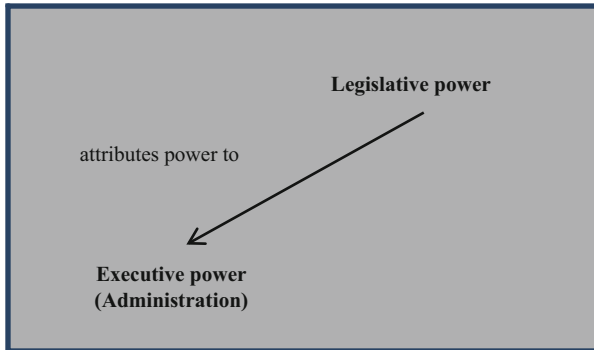 Legislative power
attributes power to
Executive power
(Administration)